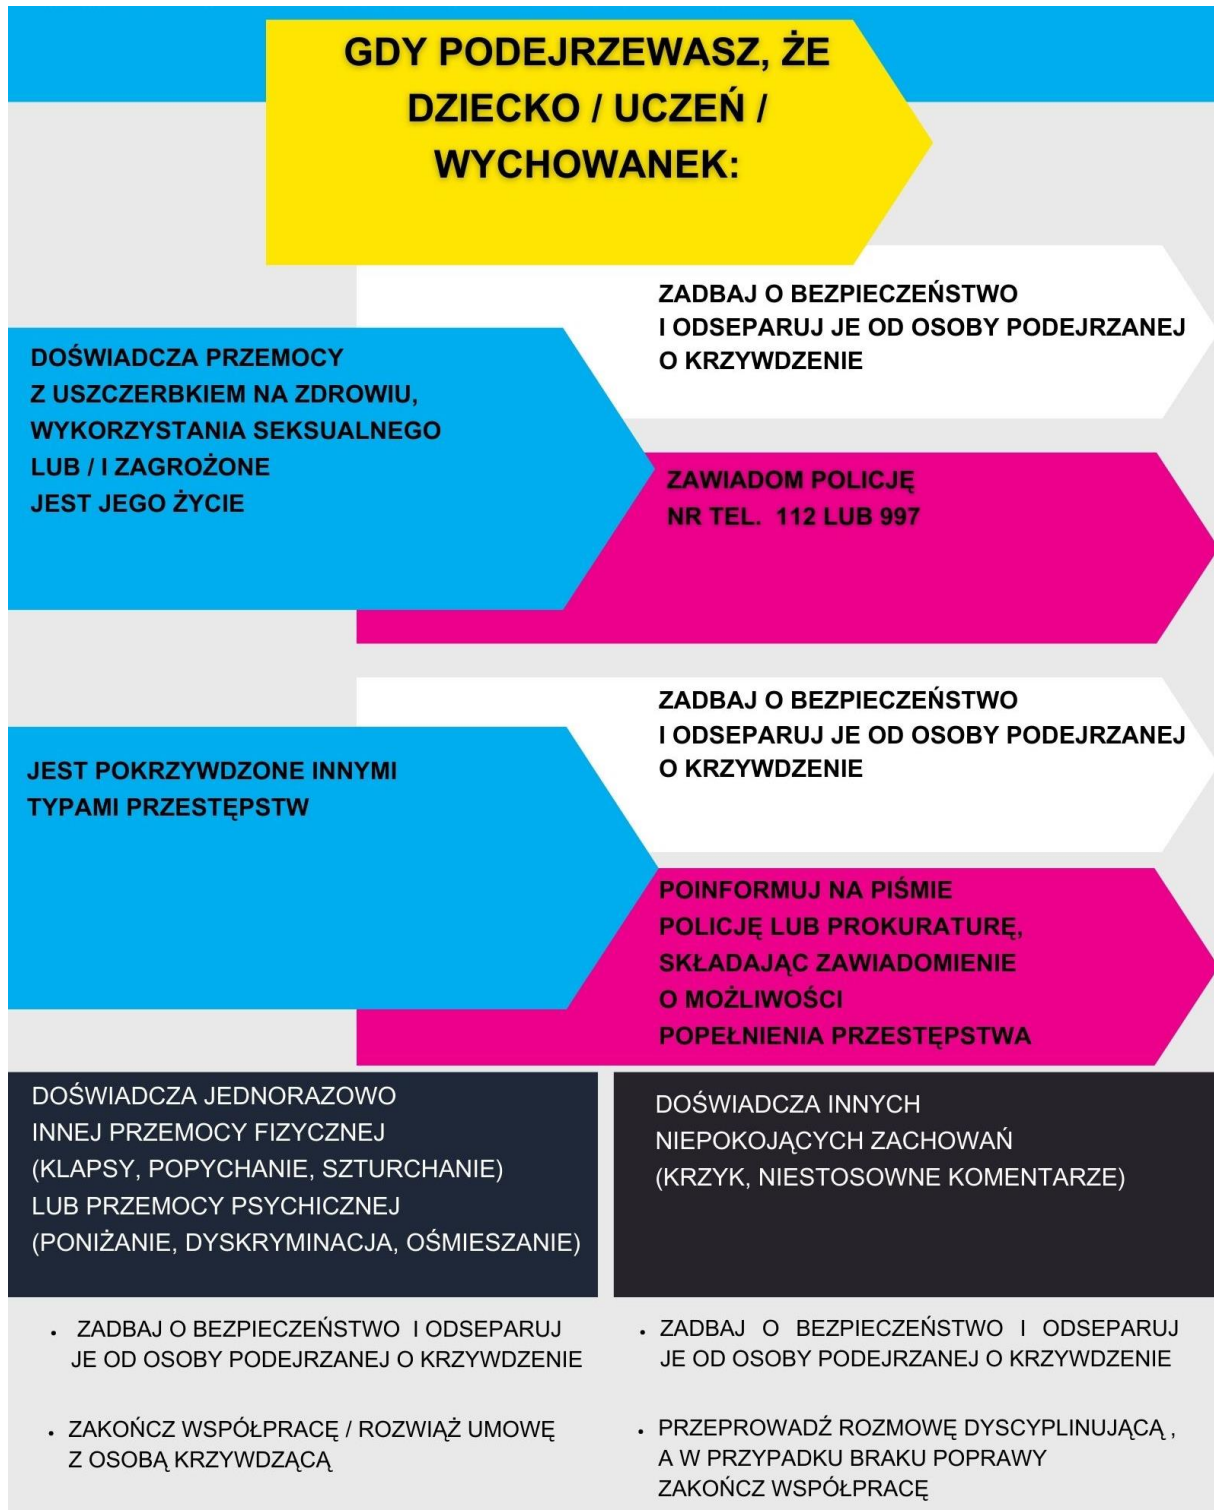 GDY PODEJRZEWASZ, ŻE
DZIECKO / UCZEŃ /
WYCHOWANEK:
DOŚWIADCZA PRZEMOCY
Z USZCZERBKIEM NA ZDROWIU,
WYKORZYSTANIA SEKSUALNEGO
LUB / I ZAGROŻONE
JEST JEGO ŻYCIE
ZADBAJ O BEZPIECZEŃSTWO
I ODSEPARUJ JE OD OSOBY PODEJRZANEJ
O KRZYWDZENIE
ZAWIADOM POLICJĘ
NR TEL. 112 LUB 997
JEST POKRZYWDZONE INNYMI
TYPAMI PRZESTĘPSTW
ZADBAJ O BEZPIECZEŃSTWO
I ODSEPARUJ JE OD OSOBY PODEJRZANEJ
O KRZYWDZENIE
POINFORMUJ NA PIŚMIE
POLICJĘ LUB PROKURATURĘ,
SKŁADAJĄC ZAWIADOMIENIE
O MOŻLIWOŚCI
POPEŁNIENIA PRZESTĘPSTWA
DOŚWIADCZA JEDNORAZOWO
INNEJ PRZEMOCY FIZYCZNEJ
(KLAPSY, POPYCHANIE, SZTURCHANIE)
LUB PRZEMOCY PSYCHICZNEJ
(PONIŻANIE, DYSKRYMINACJA, OŚMIESZANIE)
• ZADBAJ O BEZPIECZEŃSTWO I ODSEPARUJ
JE OD OSOBY PODEJRZANEJ O KRZYWDZENIE
• ZAKOŃCZ WSPÓŁPRACĘ / ROZWIĄŻ UMOWĘ
Z OSOBĄ KRZYWDZĄCĄ
DOŚWIADCZA INNYCH
NIEPOKOJĄCYCH ZACHOWAŃ
(KRZYK, NIESTOSOWNE KOMENTARZE)
• ZADBAJ O BEZPIECZEŃSTWO I ODSEPARUJ
JE OD OSOBY PODEJRZANEJ O KRZYWDZENIE
• PRZEPROWADŹ ROZMOWĘ DYSCYPLINUJĄCĄ ,
A W PRZYPADKU BRAKU POPRAWY
ZAKOŃCZ WSPÓŁPRACĘ